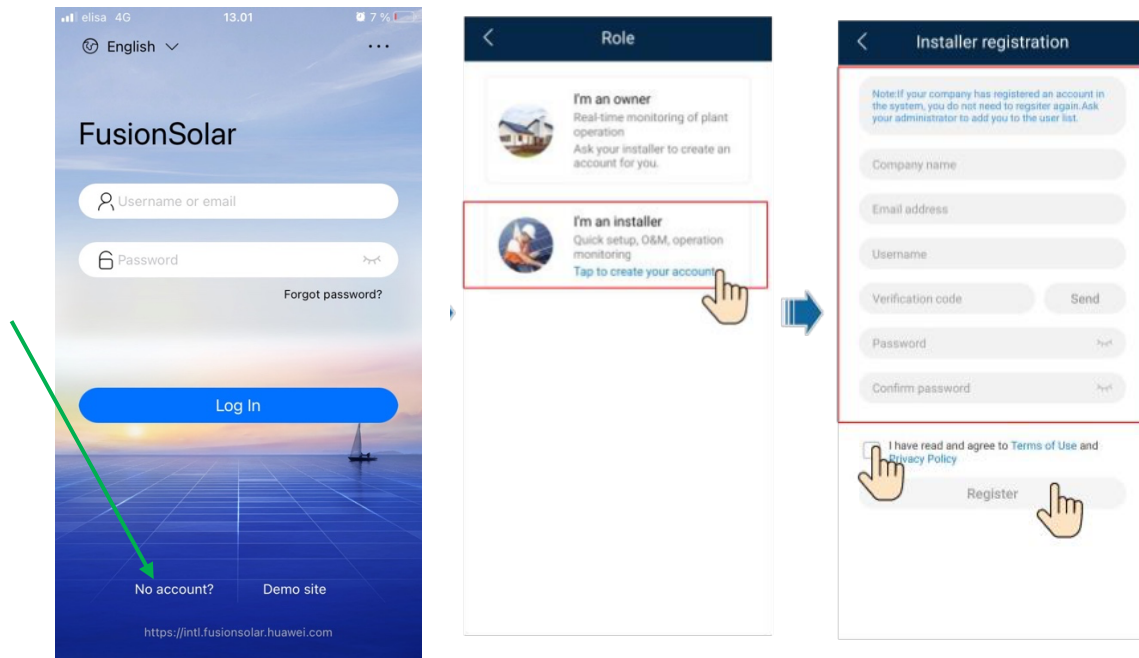 elisa 4G 13.01 7 %
English
FusionSolar
Username or email
Password
Forgot password?
Log In
No account? Demo site
https://intl.fusionsolar.huawei.com
Role
I'm an owner
Real-time monitoring of plant
operation
Ask your installer to create an
account for you.
I'm an installer
Quick setup, O&M, operation
monitoring
Tap to create your account
Installer registration
Note:If your company has registered an account in
the system, you do not need to regsiter again.Ask
your administrator to add you to the user list.
Company name
Email address
Username
Verification code Send
Password
Confirm password
I have read and agree to Terms of Use and
Privacy Policy
Register